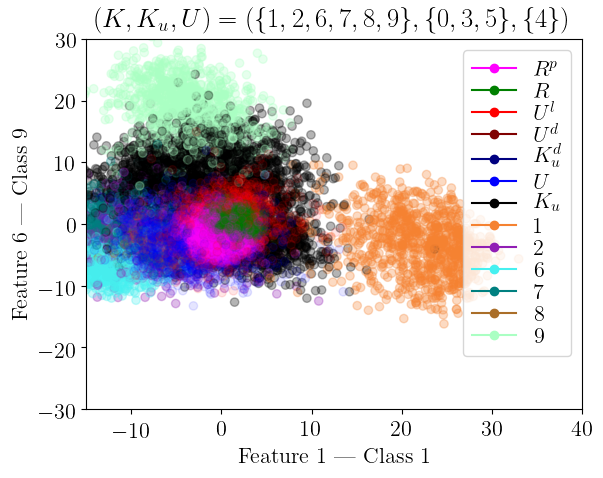 (K, K_u, U) = ({1, 2, 6, 7, 8, 9}, {0, 3, 5}, {4})
30
20
10
0
−10
−20
−30
Feature 6 — Class 9
R^p
R
U^l
U^d
K_u^d
U
K_u
1
2
6
7
8
9
−10 0 10 20 30 40
Feature 1 — Class 1